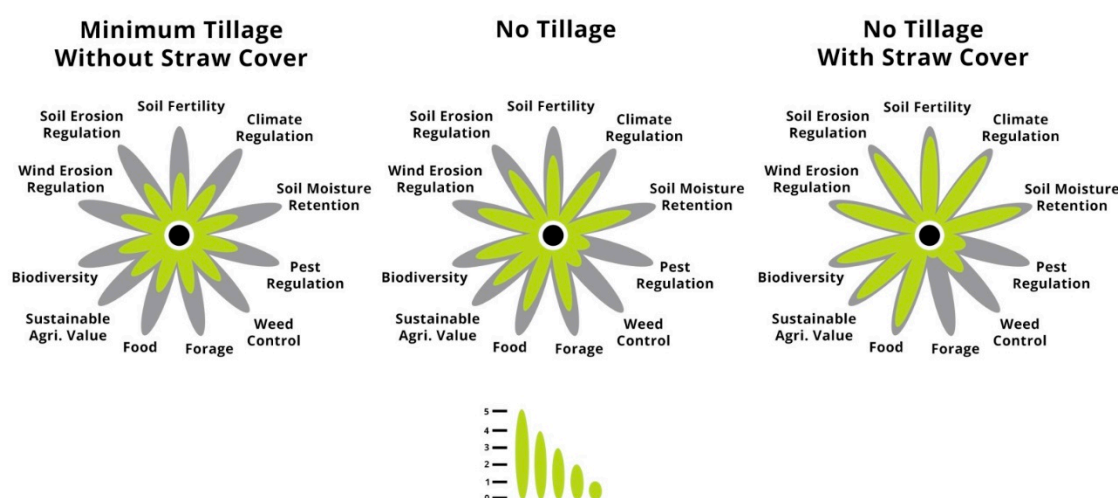 Minimum Tillage
Without Straw Cover
Soil Fertility
Soil Erosion
Regulation
Climate
Regulation
Wind Erosion
Regulation
Soil Moisture
Retention
Biodiversity
Pest
Regulation
Sustainable
Agri. Value
Food
Forage
Weed
Control
No Tillage
Soil Fertility
Soil Erosion
Regulation
Climate
Regulation
Wind Erosion
Regulation
Soil Moisture
Retention
Biodiversity
Pest
Regulation
Sustainable
Agri. Value
Food
Forage
Weed
Control
No Tillage
With Straw Cover
Soil Fertility
Soil Erosion
Regulation
Climate
Regulation
Wind Erosion
Regulation
Soil Moisture
Retention
Biodiversity
Pest
Regulation
Sustainable
Agri. Value
Food
Forage
Weed
Control
5
4
3
2
1
0